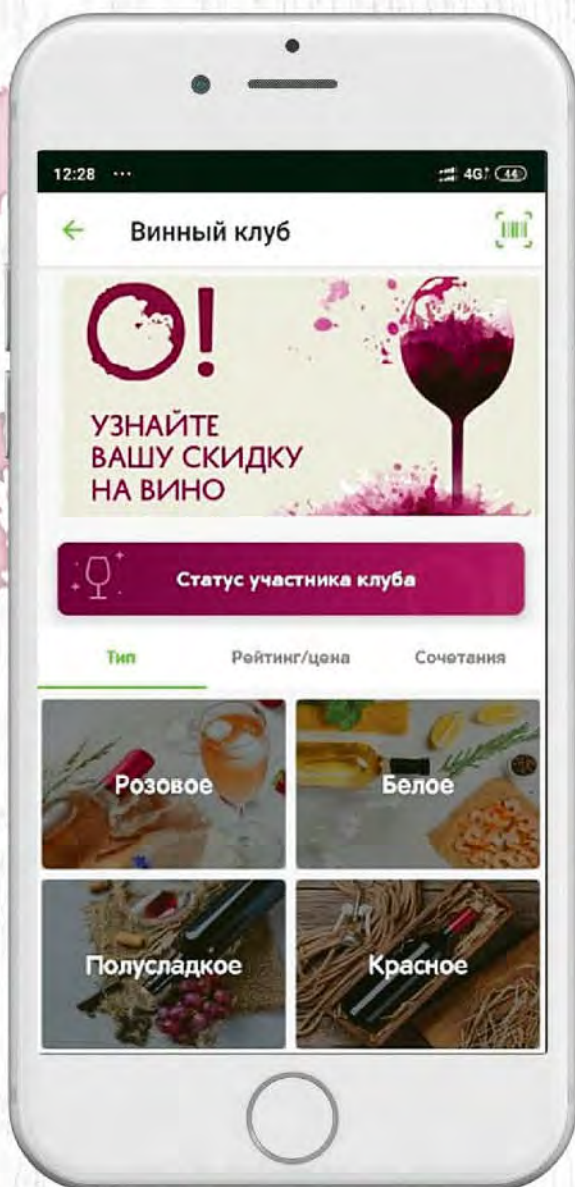 12:28 ...
4G 44
Винный клуб
О!
УЗНАЙТЕ
ВАШУ СКИДКУ
НА ВИНО
Статус участника клуба
Тип Рейтинг/цена Сочетания
Розовое Белое
Полусладкое Красное